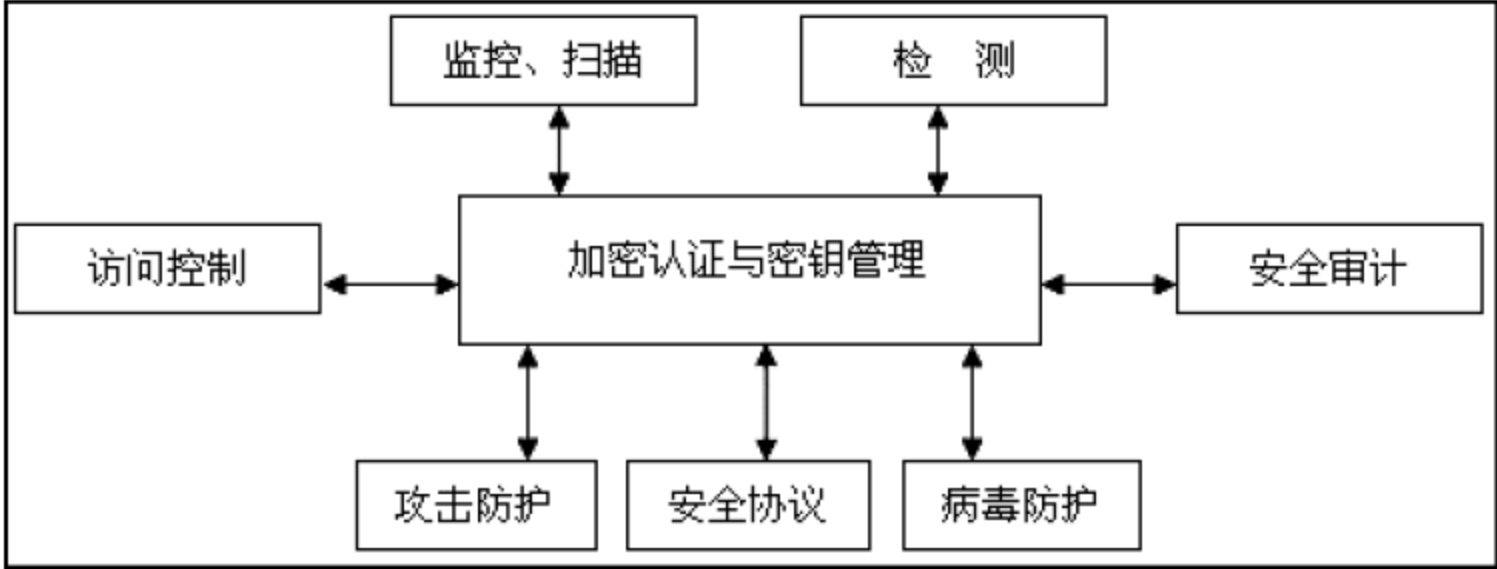 监控、扫描
检 测
访问控制
加密认证与密钥管理
安全审计
攻击防护
安全协议
病毒防护